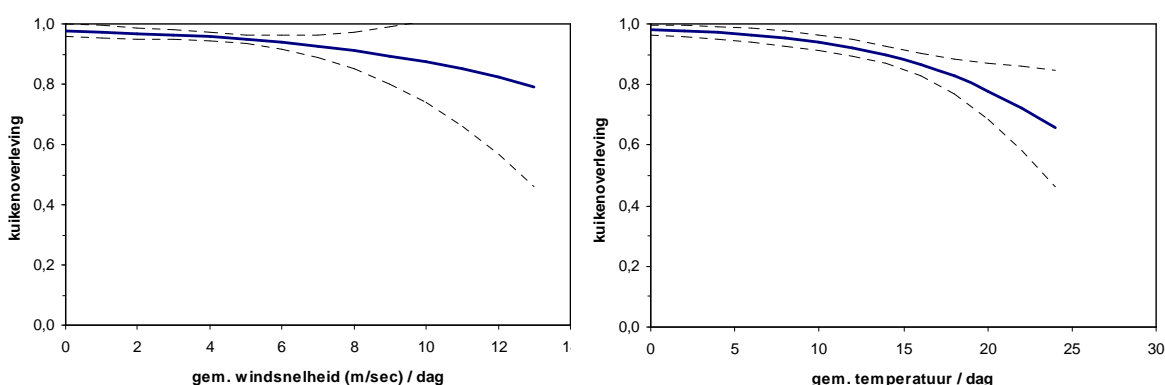 1,0
0,8
0,6
0,4
0,2
0,0
kuikenoverleving
0 2 4 6 8 10 12
gem. windsnelheid (m/sec) / dag
1,0
0,8
0,6
0,4
0,2
0,0
kuikenoverleving
0 5 10 15 20 25 30
gem. temperatuur / dag